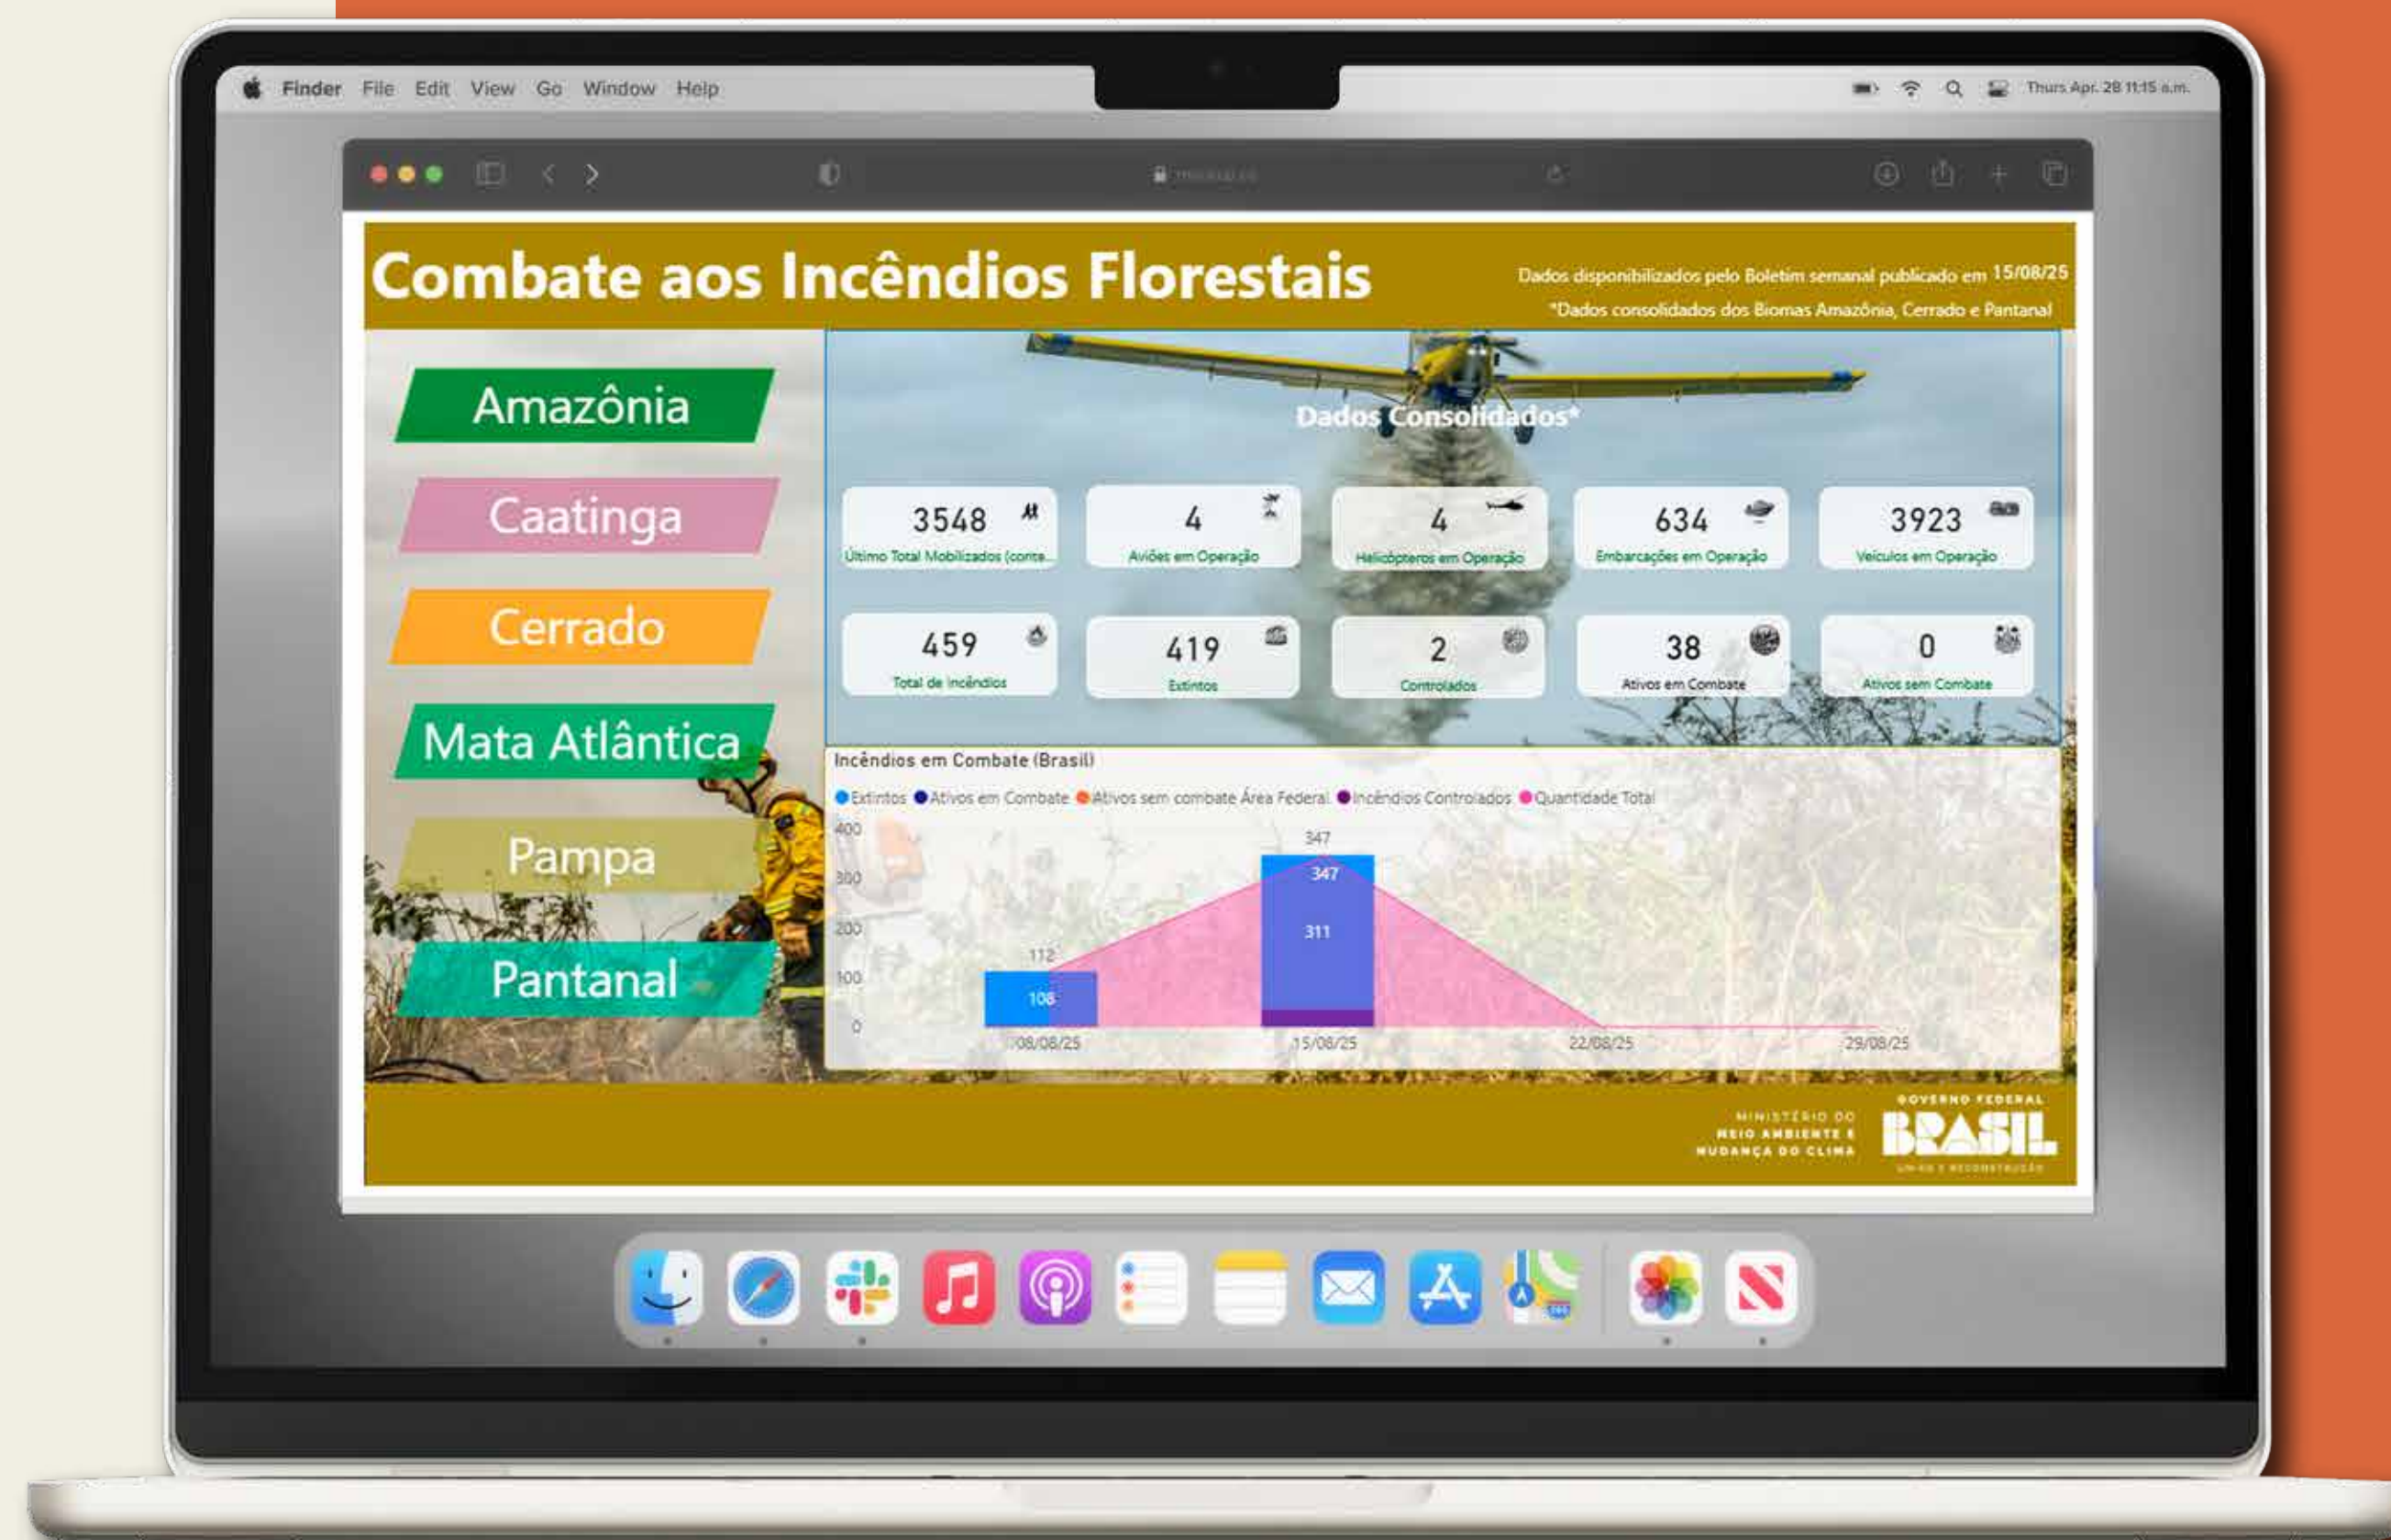 Finder File Edit View Go Window Help
Thurs Apr. 28 11:15 a.m.
Combate aos Incêndios Florestais
Dados disponibilizados pelo Boletim semanal publicado em 15/08/25
*Dados consolidados dos Biomas Amazônia, Cerrado e Pantanal
Amazônia
Caatinga
Cerrado
Mata Atlântica
Pampa
Pantanal
Dados Consolidados*
3548
Último Total Mobilizados (conte...
4
Aviões em Operação
4
Helicópteros em Operação
634
Embarcações em Operação
3923
Veículos em Operação
459
Total de Incêndios
419
Extintos
2
Controlados
38
Ativos em Combate
0
Ativos sem Combate
Incêndios em Combate (Brasil)
Extintos Ativos em Combate Ativos sem combate Área Federal Incêndios Controlados Quantidade Total
400
300
200
100
0
112
108
347
347
311
08/08/25
15/08/25
22/08/25
29/08/25
MINISTÉRIO DO
MEIO AMBIENTE E
MUDANÇA DO CLIMA
GOVERNO FEDERAL
BRASIL
UNIÃO E RECONSTRUÇÃO